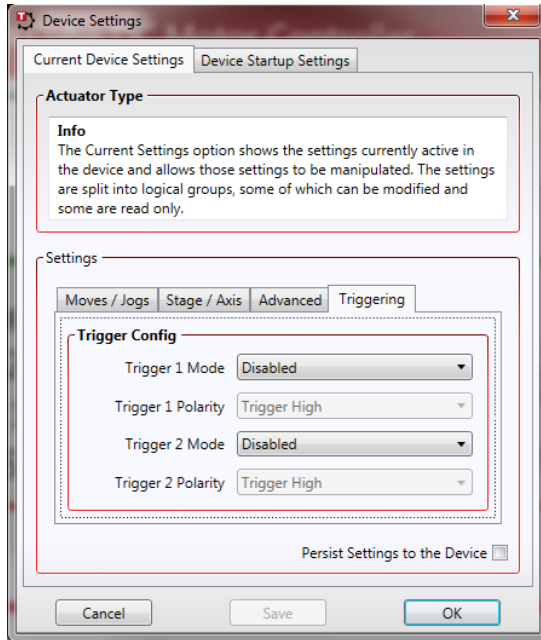 Device Settings
Current Device Settings
Device Startup Settings
Actuator Type
Info
The Current Settings option shows the settings currently active in
the device and allows those settings to be manipulated. The settings
are split into logical groups, some of which can be modified and
some are read only.
Settings
Moves / Jogs
Stage / Axis
Advanced
Triggering
Trigger Config
Trigger 1 Mode
Disabled
Trigger 1 Polarity
Trigger High
Trigger 2 Mode
Disabled
Trigger 2 Polarity
Trigger High
Persist Settings to the Device
Cancel
Save
OK